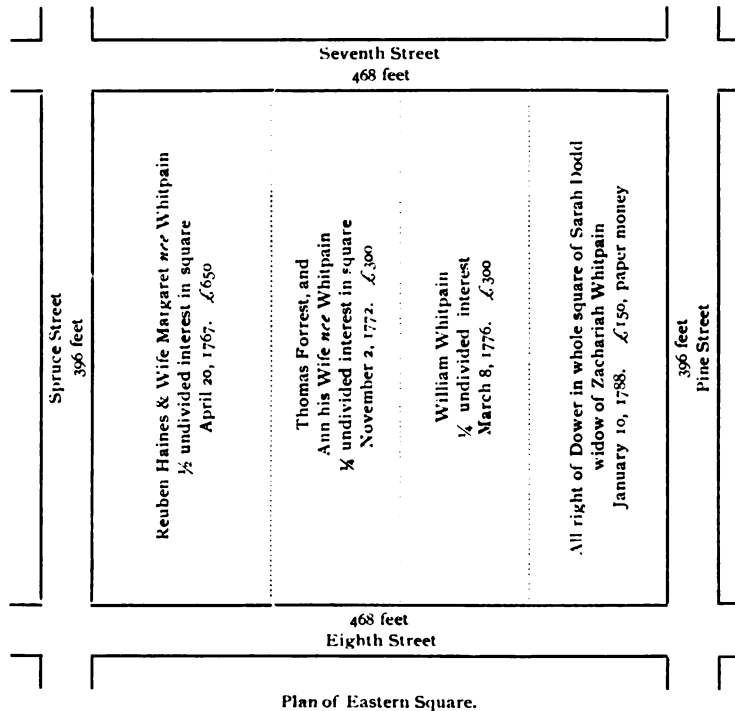 Seventh Street
468 feet
Spruce Street
396 feet
Reuben Haines & Wife Margaret nee Whitpain
½ undivided interest in square
April 20, 1767. £650
Thomas Forrest, and
Ann his Wife nee Whitpain
¼ undivided interest in square
November 2, 1772. £300
William Whitpain
¼ undivided interest
March 8, 1776. £300
All right of Dower in whole square of Sarah Dodd
widow of Zachariah Whitpain
January 10, 1788. £150, paper money
396 feet
Pine Street
468 feet
Eighth Street
Plan of Eastern Square.